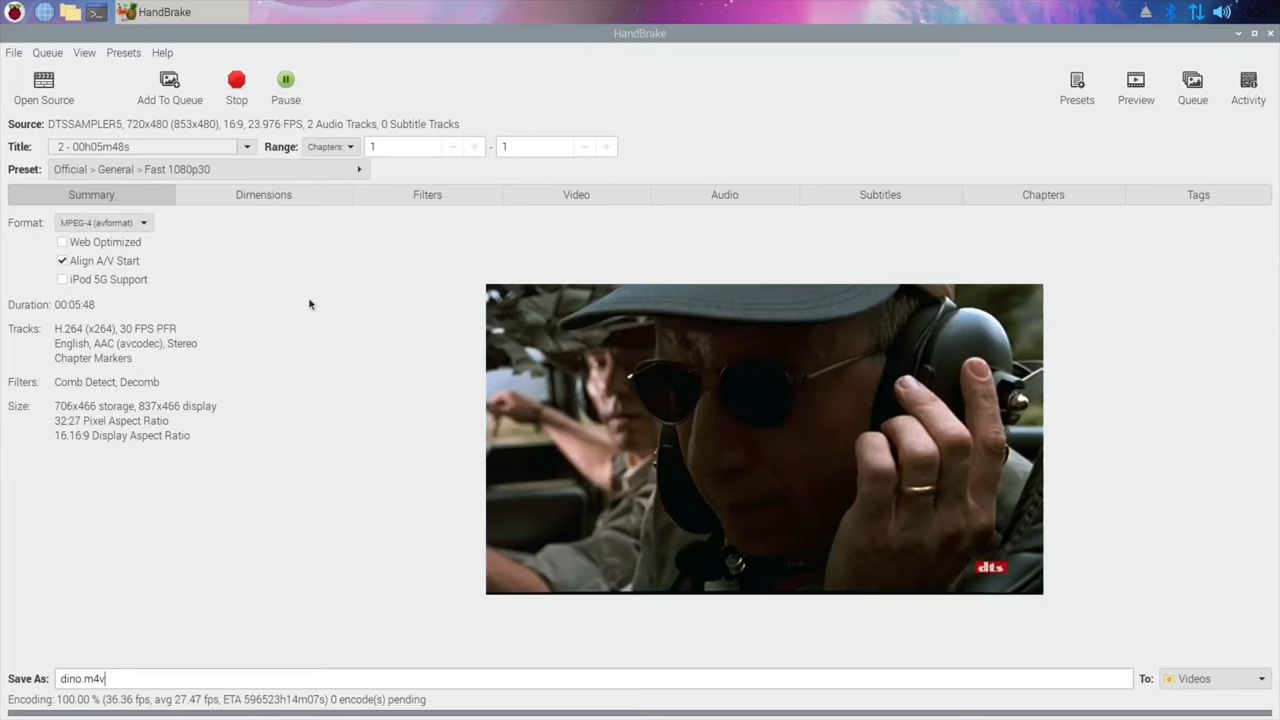 HandBrake
HandBrake
File Queue View Presets Help
Open Source Add To Queue Stop Pause Presets Preview Queue Activity
Source: DTSSAMPLER5, 720x480 (853x480), 16:9, 23.976 FPS, 2 Audio Tracks, 0 Subtitle Tracks
Title: 2 - 00h05m48s Range: Chapters: 1 - 1
Preset: Official > General > Fast 1080p30
Summary Dimensions Filters Video Audio Subtitles Chapters Tags
Format: MPEG-4 (avformat)
Web Optimized
Align A/V Start
iPod 5G Support
Duration: 00:05:48
Tracks: H.264 (x264), 30 FPS PFR
English, AAC (avcodec), Stereo
Chapter Markers
Filters: Comb Detect, Decomb
Size: 706x466 storage, 837x466 display
32:27 Pixel Aspect Ratio
16.16:9 Display Aspect Ratio
dts
Save As: dino.m4v To: Videos
Encoding: 100.00 % (36.36 fps, avg 27.47 fps, ETA 596523h14m07s) 0 encode(s) pending